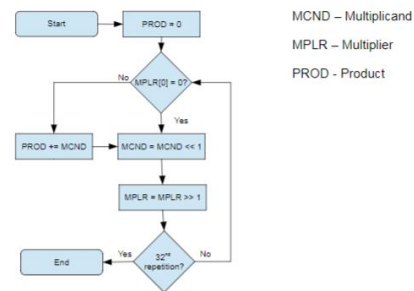 Start
PROD = 0
MCND – Multiplicand
MPLR – Multiplier
PROD - Product
No
MPLR[0] = 0?
Yes
PROD += MCND
MCND = MCND << 1
MPLR = MPLR >> 1
End
Yes
32ⁿᵈ
repetition?
No